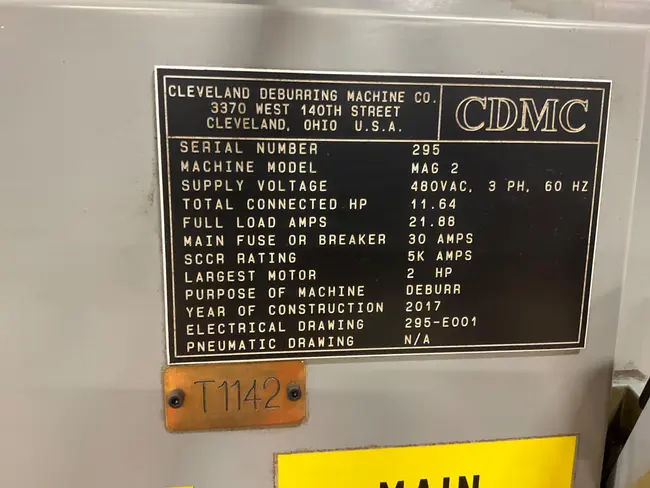 CLEVELAND DEBURRING MACHINE CO.
3370 WEST 140TH STREET
CLEVELAND, OHIO U.S.A.
CDMC
SERIAL NUMBER 295
MACHINE MODEL MAG 2
SUPPLY VOLTAGE 480VAC, 3 PH, 60 HZ
TOTAL CONNECTED HP 11.64
FULL LOAD AMPS 21.88
MAIN FUSE OR BREAKER 30 AMPS
SCCR RATING 5K AMPS
LARGEST MOTOR 2 HP
PURPOSE OF MACHINE DEBURR
YEAR OF CONSTRUCTION 2017
ELECTRICAL DRAWING 295-E001
PNEUMATIC DRAWING N/A
T1142
MAIN